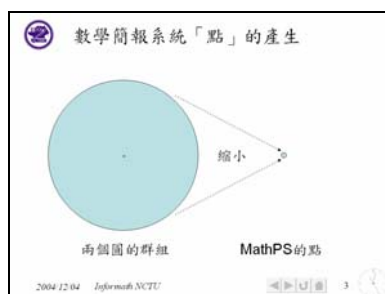 數學簡報系統「點」的產生
縮小
兩個圓的群組
MathPS的點
2004/12/04 Informath NCTU
3